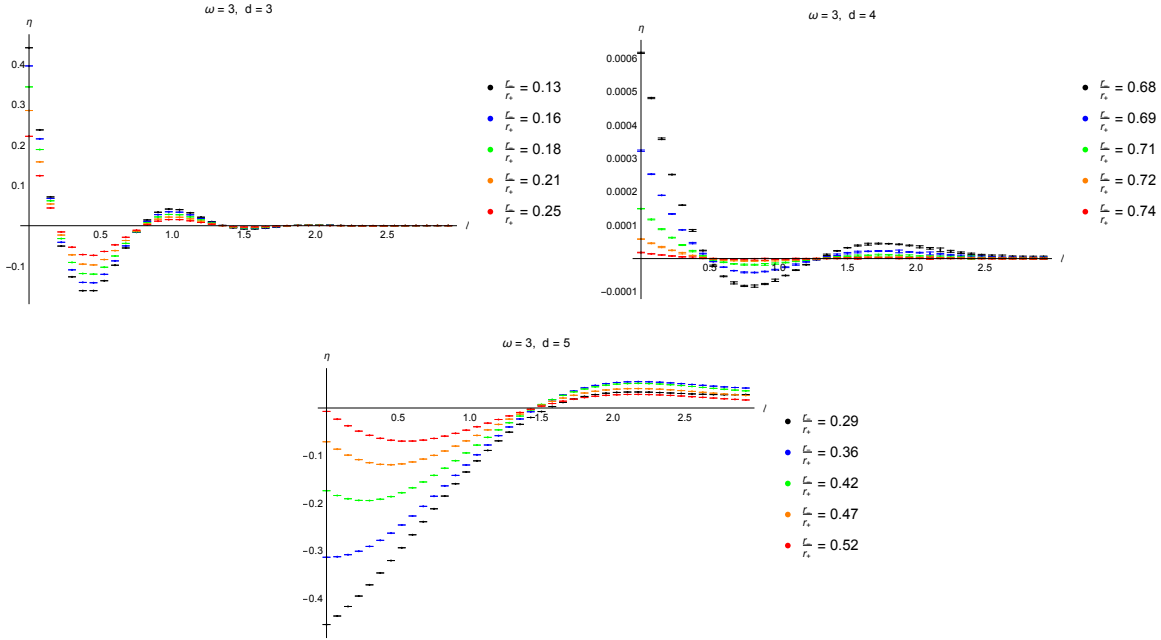 ω = 3, d = 3
η
0.4
0.3
0.2
0.1
−0.1
0.5 1.0 1.5 2.0 2.5 l
r₋/r₊ = 0.13
r₋/r₊ = 0.16
r₋/r₊ = 0.18
r₋/r₊ = 0.21
r₋/r₊ = 0.25
ω = 3, d = 4
η
0.0006
0.0005
0.0004
0.0003
0.0002
0.0001
−0.0001
0.5 1.0 1.5 2.0 2.5 l
r₋/r₊ = 0.68
r₋/r₊ = 0.69
r₋/r₊ = 0.71
r₋/r₊ = 0.72
r₋/r₊ = 0.74
ω = 3, d = 5
η
0.5 1.0 1.5 2.0 2.5 l
−0.1
−0.2
−0.3
−0.4
r₋/r₊ = 0.29
r₋/r₊ = 0.36
r₋/r₊ = 0.42
r₋/r₊ = 0.47
r₋/r₊ = 0.52